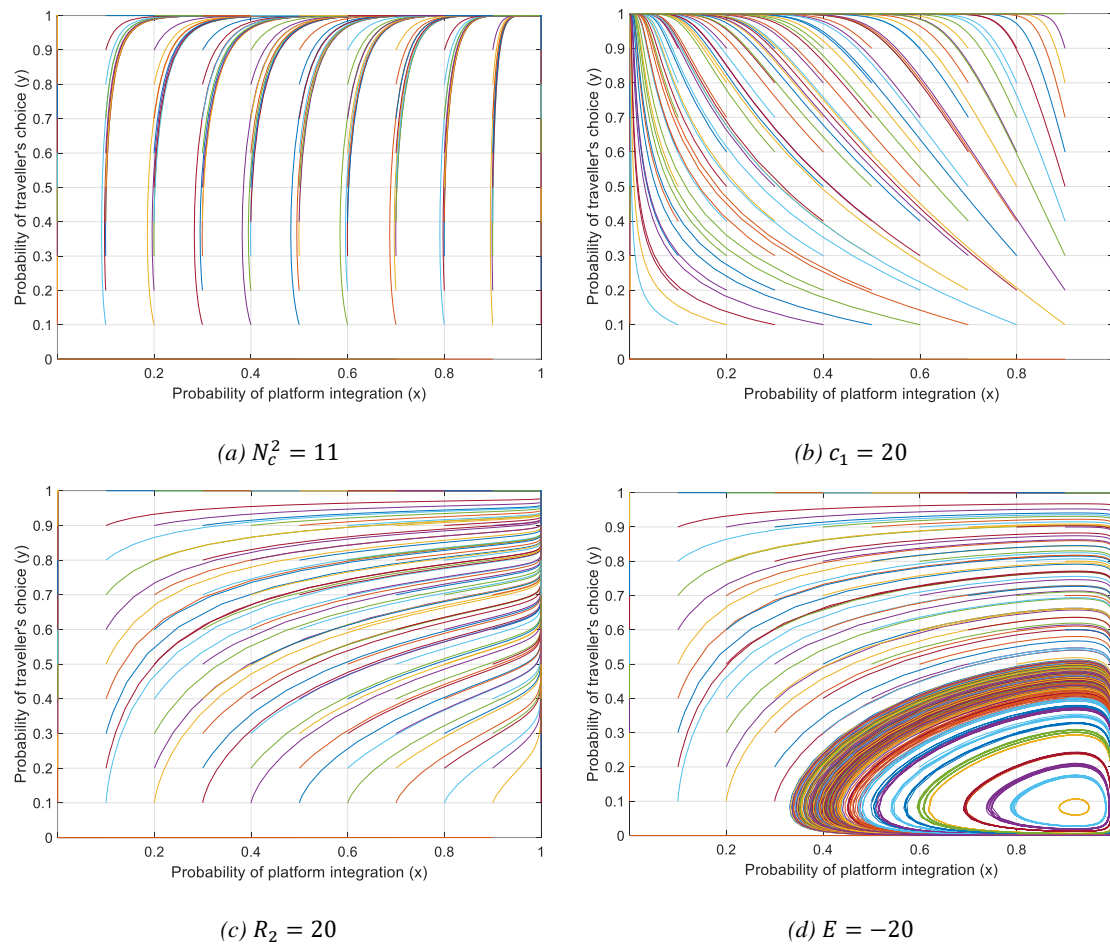 1
0.9
0.8
0.7
0.6
0.5
0.4
0.3
0.2
0.1
0
Probability of traveller's choice (y)
0.2 0.4 0.6 0.8 1
Probability of platform integration (x)
(a) N_c^2 = 11
1
0.9
0.8
0.7
0.6
0.5
0.4
0.3
0.2
0.1
0
Probability of traveller's choice (y)
0.2 0.4 0.6 0.8
Probability of platform integration (x)
(b) c₁ = 20
1
0.9
0.8
0.7
0.6
0.5
0.4
0.3
0.2
0.1
0
Probability of traveller's choice (y)
0.2 0.4 0.6 0.8 1
Probability of platform integration (x)
(c) R₂ = 20
1
0.9
0.8
0.7
0.6
0.5
0.4
0.3
0.2
0.1
0
Probability of traveller's choice (y)
0.2 0.4 0.6 0.8
Probability of platform integration (x)
(d) E = −20